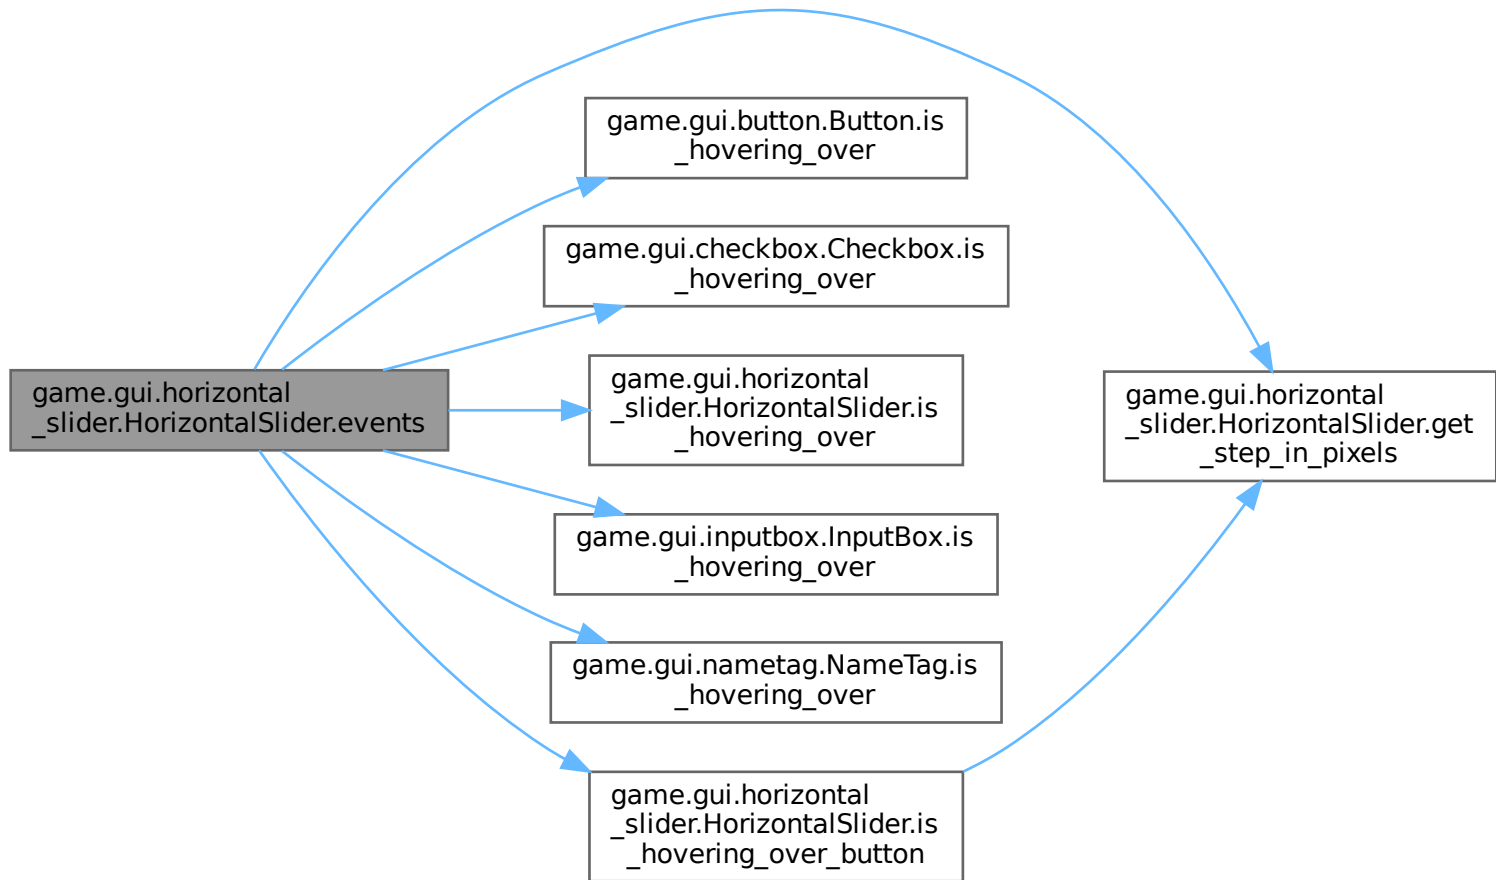 game.gui.button.Button.is
_hovering_over
game.gui.checkbox.Checkbox.is
_hovering_over
game.gui.horizontal
_slider.HorizontalSlider.events
game.gui.horizontal
_slider.HorizontalSlider.is
_hovering_over
game.gui.horizontal
_slider.HorizontalSlider.get
_step_in_pixels
game.gui.inputbox.InputBox.is
_hovering_over
game.gui.nametag.NameTag.is
_hovering_over
game.gui.horizontal
_slider.HorizontalSlider.is
_hovering_over_button